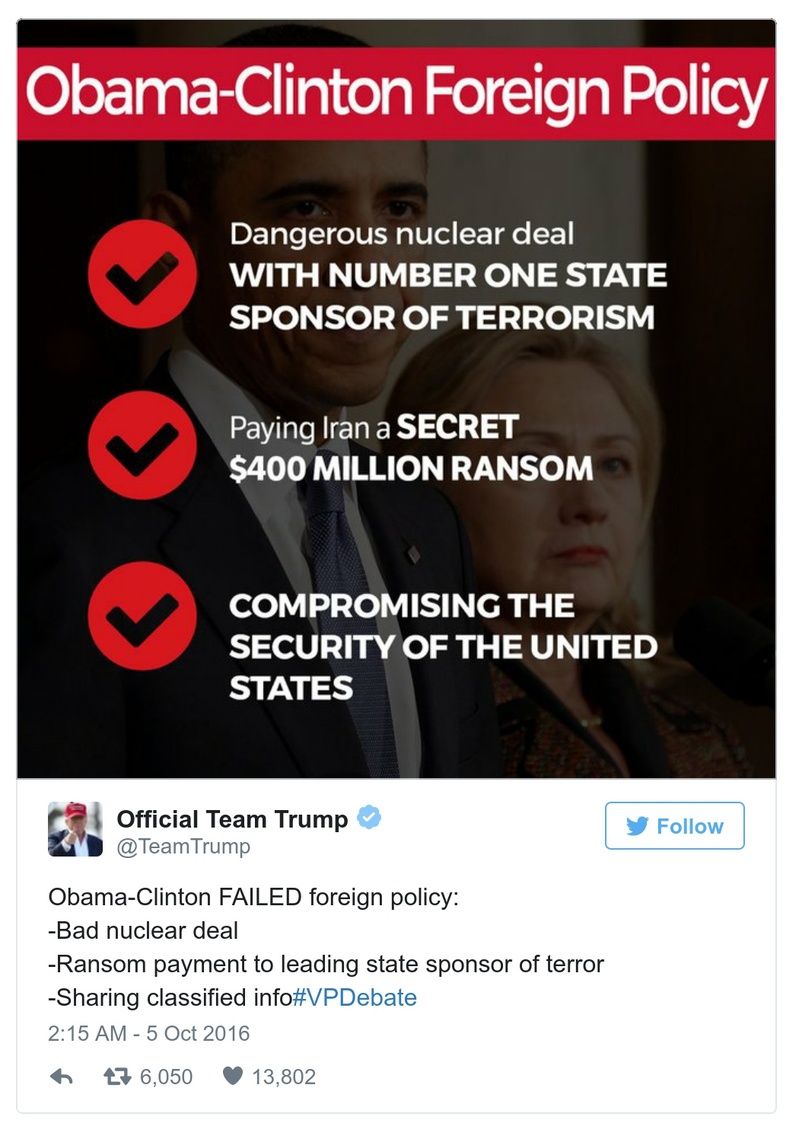 Obama-Clinton Foreign Policy
Dangerous nuclear deal
WITH NUMBER ONE STATE
SPONSOR OF TERRORISM
Paying Iran a SECRET
$400 MILLION RANSOM
COMPROMISING THE
SECURITY OF THE UNITED
STATES
Official Team Trump
@TeamTrump
Follow
Obama-Clinton FAILED foreign policy:
-Bad nuclear deal
-Ransom payment to leading state sponsor of terror
-Sharing classified info#VPDebate
2:15 AM - 5 Oct 2016
6,050 13,802